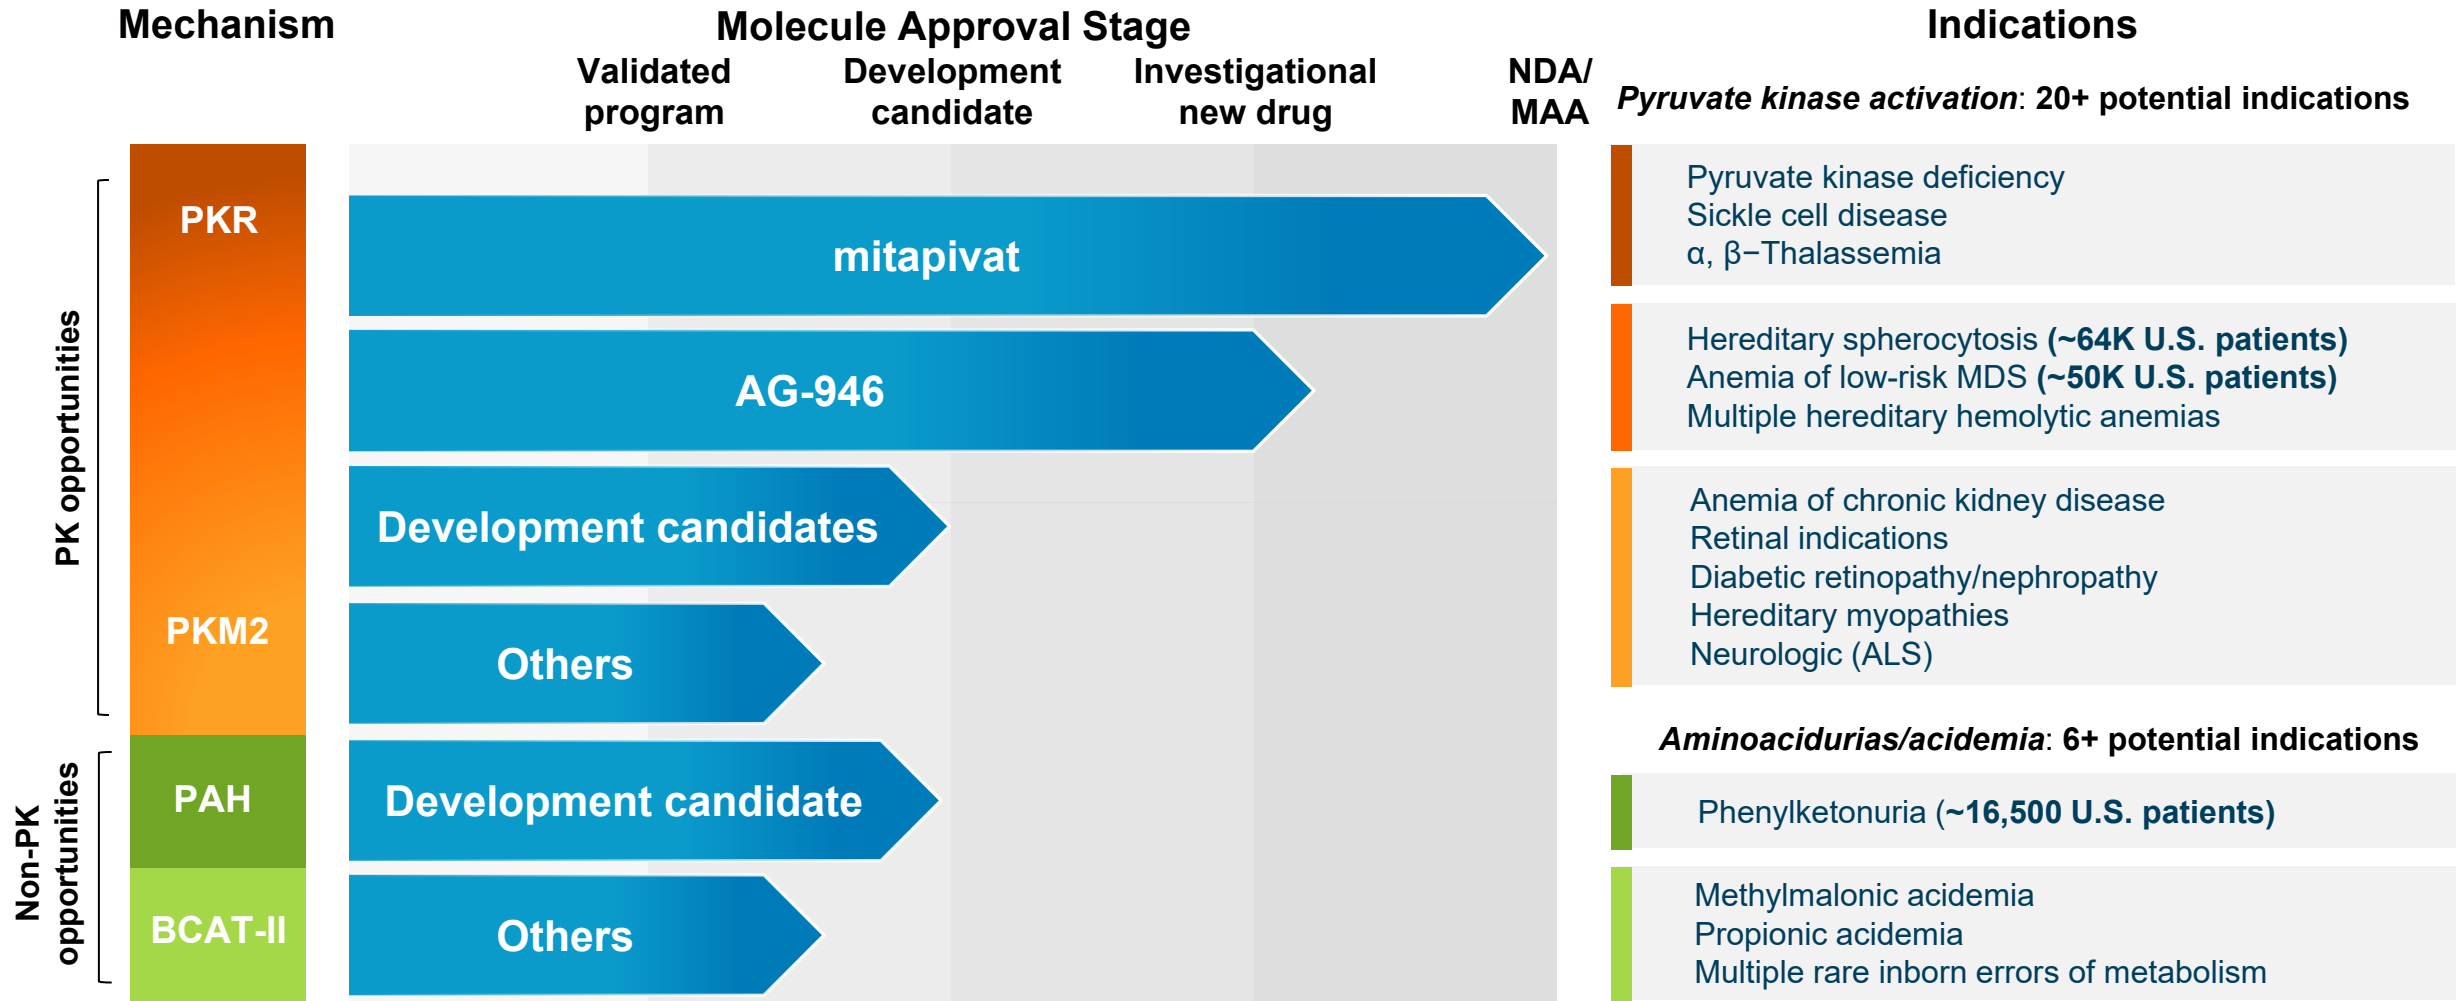 Mechanism
Molecule Approval Stage
Indications
Validated
program
Development
candidate
Investigational
new drug
NDA/
MAA
Pyruvate kinase activation: 20+ potential indications
PK opportunities
PKR
PKM2
mitapivat
AG-946
Development candidates
Others
Pyruvate kinase deficiency
Sickle cell disease
α, β−Thalassemia
Hereditary spherocytosis (~64K U.S. patients)
Anemia of low-risk MDS (~50K U.S. patients)
Multiple hereditary hemolytic anemias
Anemia of chronic kidney disease
Retinal indications
Diabetic retinopathy/nephropathy
Hereditary myopathies
Neurologic (ALS)
Non-PK
opportunities
PAH
BCAT-II
Development candidate
Others
Aminoacidurias/acidemia: 6+ potential indications
Phenylketonuria (~16,500 U.S. patients)
Methylmalonic acidemia
Propionic acidemia
Multiple rare inborn errors of metabolism